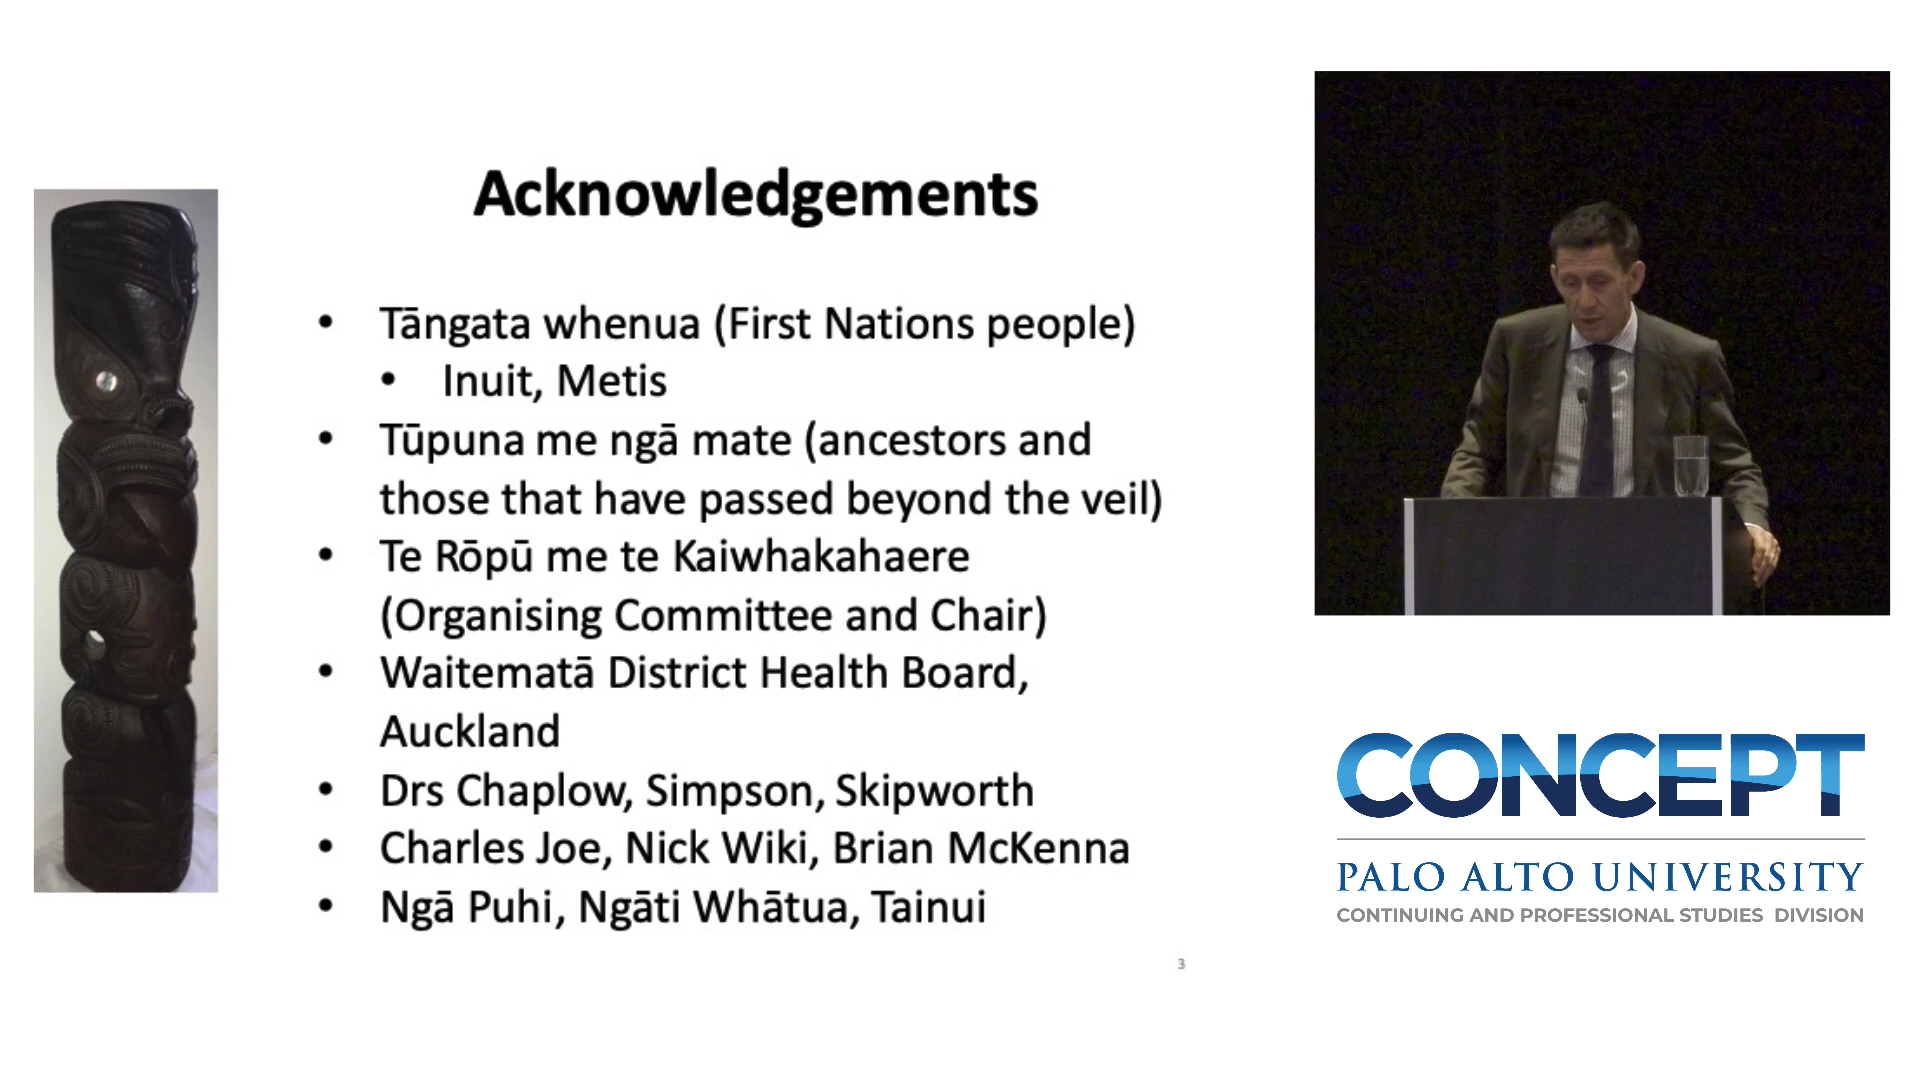 Acknowledgements
• Tāngata whenua (First Nations people)
• Inuit, Metis
• Tūpuna me ngā mate (ancestors and
those that have passed beyond the veil)
• Te Rōpū me te Kaiwhakahaere
(Organising Committee and Chair)
• Waitematā District Health Board,
Auckland
• Drs Chaplow, Simpson, Skipworth
• Charles Joe, Nick Wiki, Brian McKenna
• Ngā Puhi, Ngāti Whātua, Tainui
3
CONCEPT
PALO ALTO UNIVERSITY
CONTINUING AND PROFESSIONAL STUDIES DIVISION